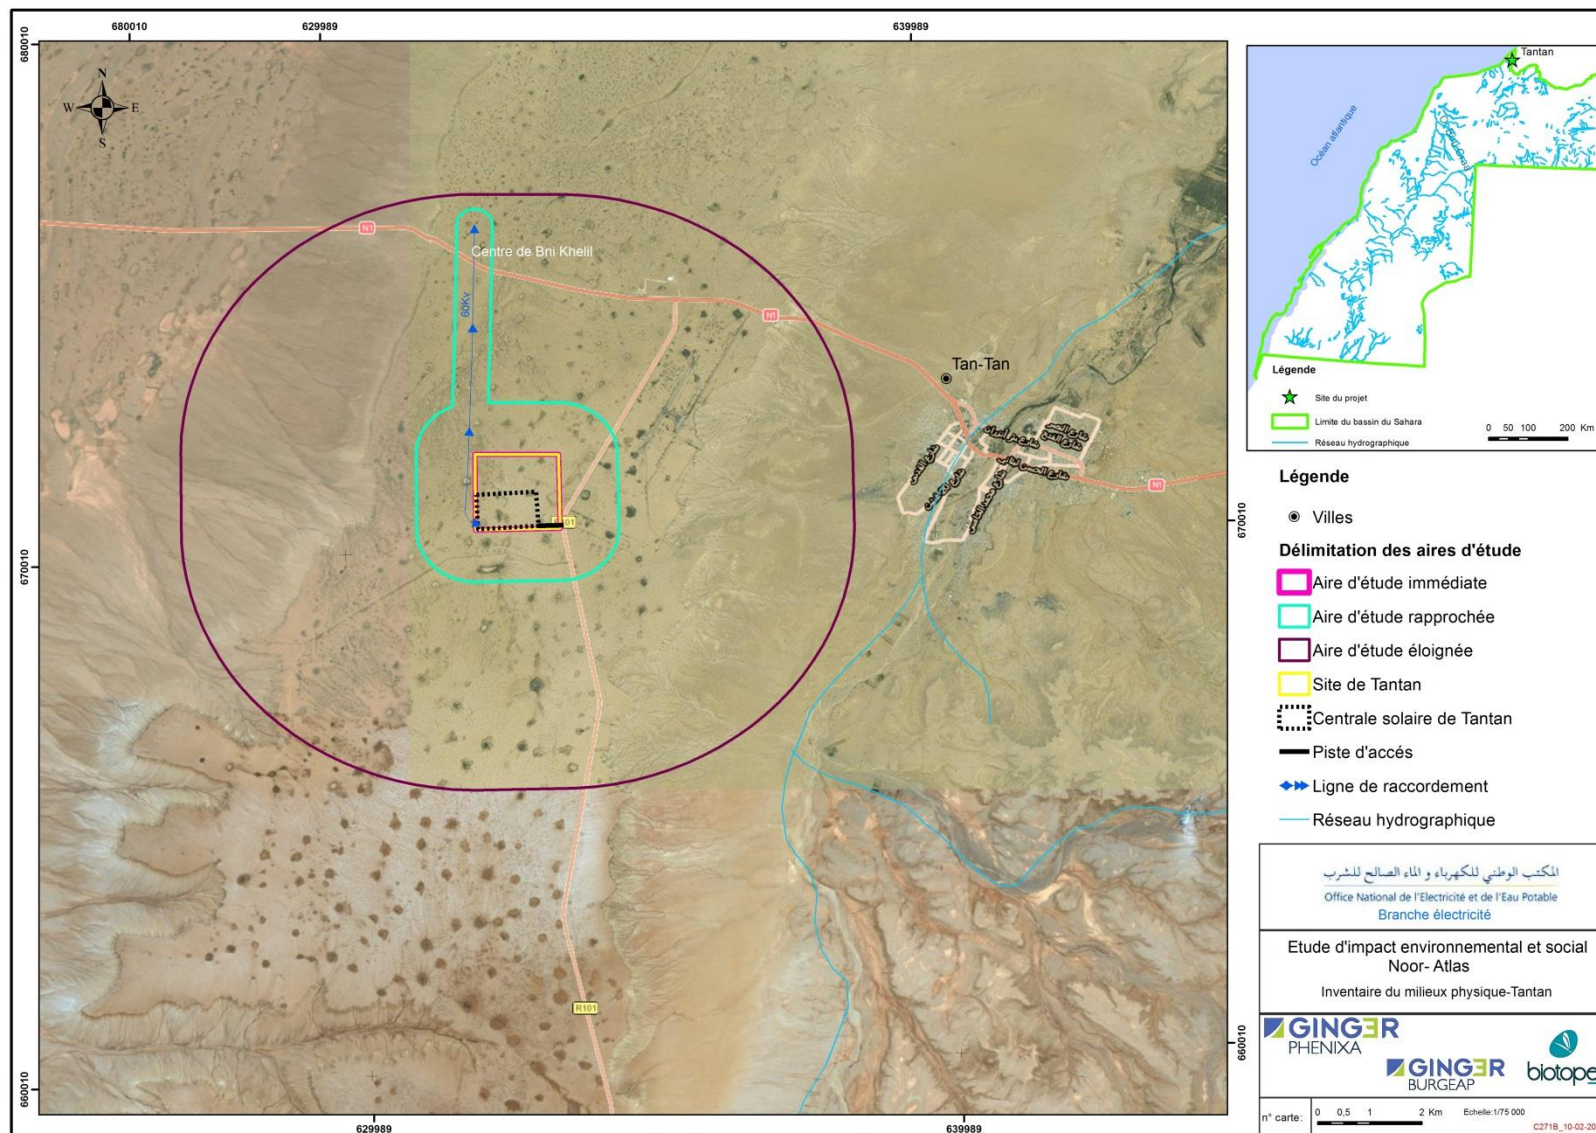 680010
629989
639989
680010
N
W
E
S
N1
Centre de Bni Khelil
60Kv
N1
Tan-Tan
N1
670010
670010
R101
660010
660010
629989
639989
Tantan
Océan atlantique
Légende
Site du projet
Limite du bassin du Sahara
Réseau hydrographique
0 50 100 200 Km
Légende
Villes
Délimitation des aires d'étude
Aire d'étude immédiate
Aire d'étude rapprochée
Aire d'étude éloignée
Site de Tantan
Centrale solaire de Tantan
Piste d'accés
Ligne de raccordement
Réseau hydrographique
المكتب الوطني للكهرباء و الماء الصالح للشرب
Office National de l'Electricité et de l'Eau Potable
Branche électricité
Etude d'impact environnemental et social
Noor- Atlas
Inventaire du milieux physique-Tantan
GINGER
PHENIXA
GINGER
BURGEAP
biotope
n° carte:
0 0,5 1 2 Km
Echelle:1/75 000
C271B_10-02-20